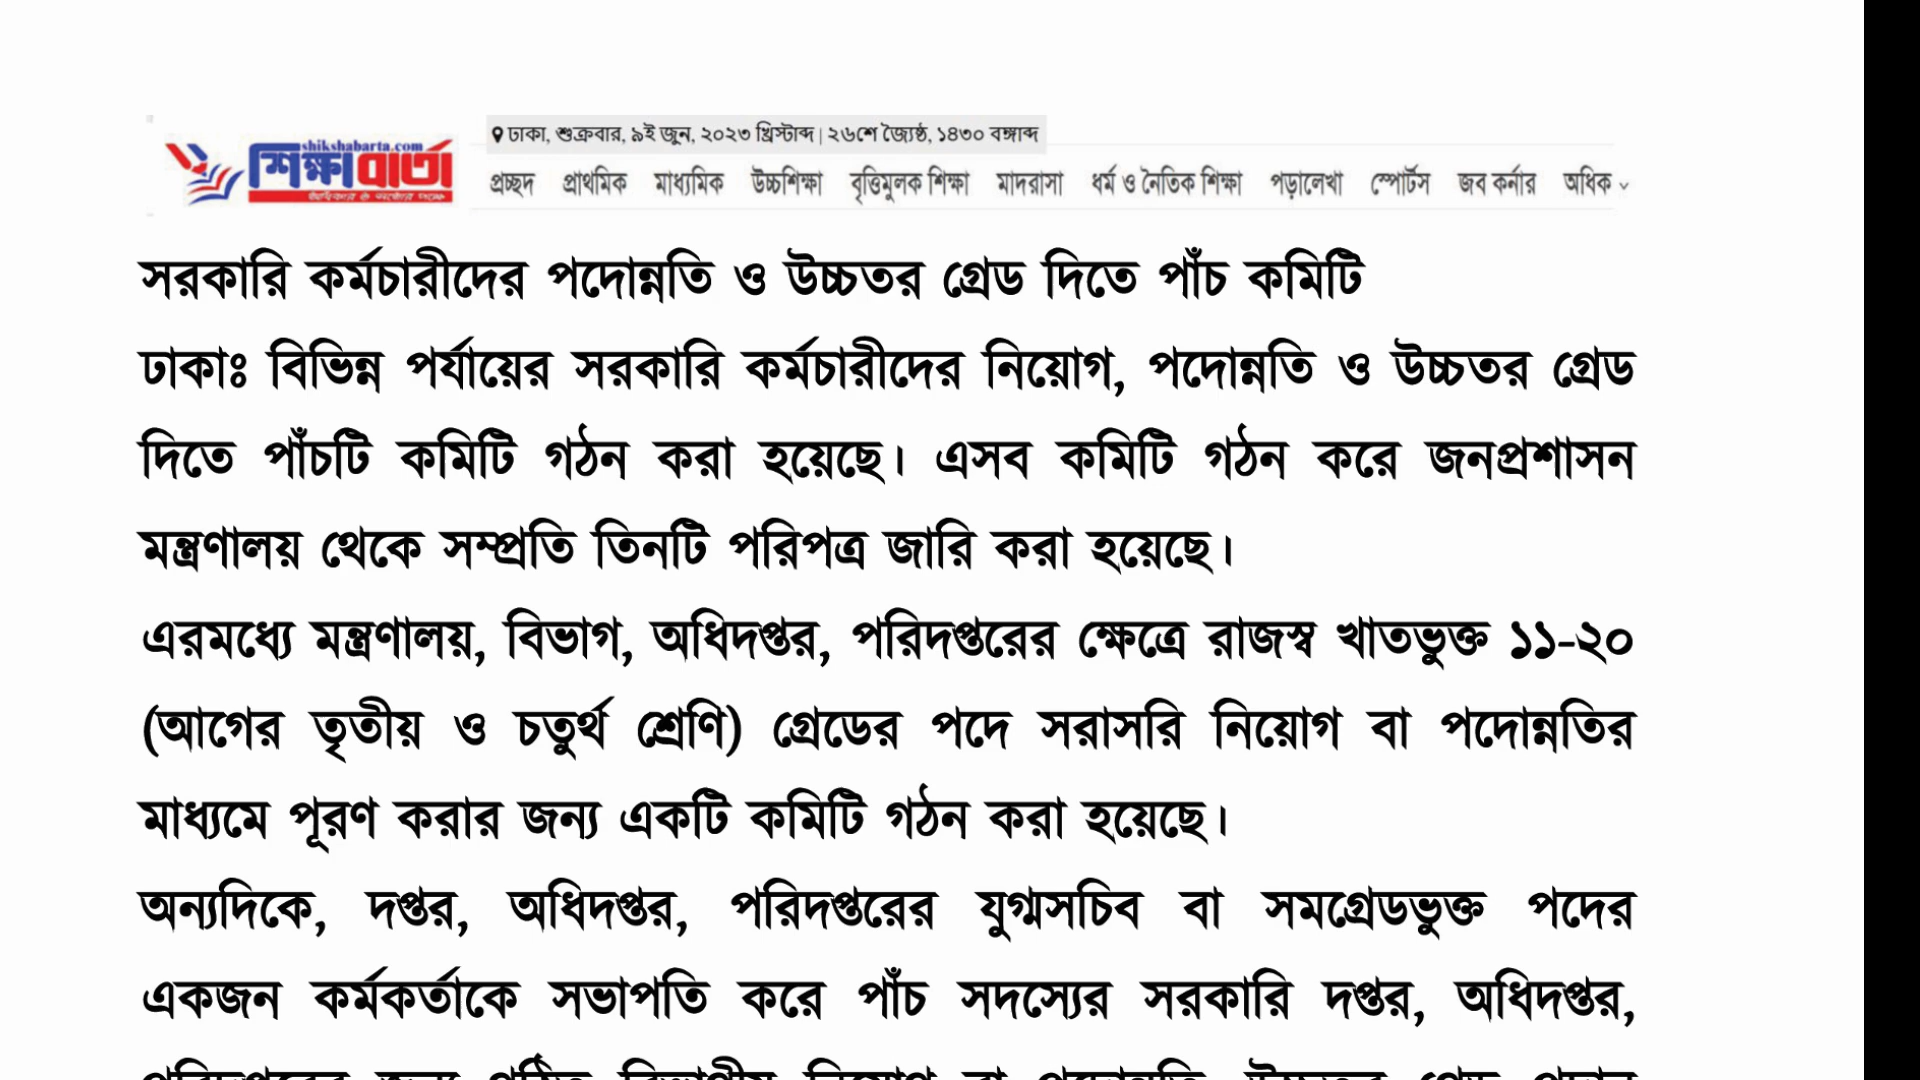 shikshabarta.com
শিক্ষাবার্তা
ঢাকা, শুক্রবার, ৯ই জুন, ২০২৩ খ্রিস্টাব্দ | ২৬শে জ্যৈষ্ঠ, ১৪৩০ বঙ্গাব্দ
প্রচ্ছদ প্রাথমিক মাধ্যমিক উচ্চশিক্ষা বৃত্তিমুলক শিক্ষা মাদরাসা ধর্ম ও নৈতিক শিক্ষা পড়ালেখা স্পোর্টস জব কর্নার অধিক
সরকারি কর্মচারীদের পদোন্নতি ও উচ্চতর গ্রেড দিতে পাঁচ কমিটি
ঢাকাঃ বিভিন্ন পর্যায়ের সরকারি কর্মচারীদের নিয়োগ, পদোন্নতি ও উচ্চতর গ্রেড
দিতে পাঁচটি কমিটি গঠন করা হয়েছে। এসব কমিটি গঠন করে জনপ্রশাসন
মন্ত্রণালয় থেকে সম্প্রতি তিনটি পরিপত্র জারি করা হয়েছে।
এরমধ্যে মন্ত্রণালয়, বিভাগ, অধিদপ্তর, পরিদপ্তরের ক্ষেত্রে রাজস্ব খাতভুক্ত ১১-২০
(আগের তৃতীয় ও চতুর্থ শ্রেণি) গ্রেডের পদে সরাসরি নিয়োগ বা পদোন্নতির
মাধ্যমে পূরণ করার জন্য একটি কমিটি গঠন করা হয়েছে।
অন্যদিকে, দপ্তর, অধিদপ্তর, পরিদপ্তরের যুগ্মসচিব বা সমগ্রেডভুক্ত পদের
একজন কর্মকর্তাকে সভাপতি করে পাঁচ সদস্যের সরকারি দপ্তর, অধিদপ্তর,